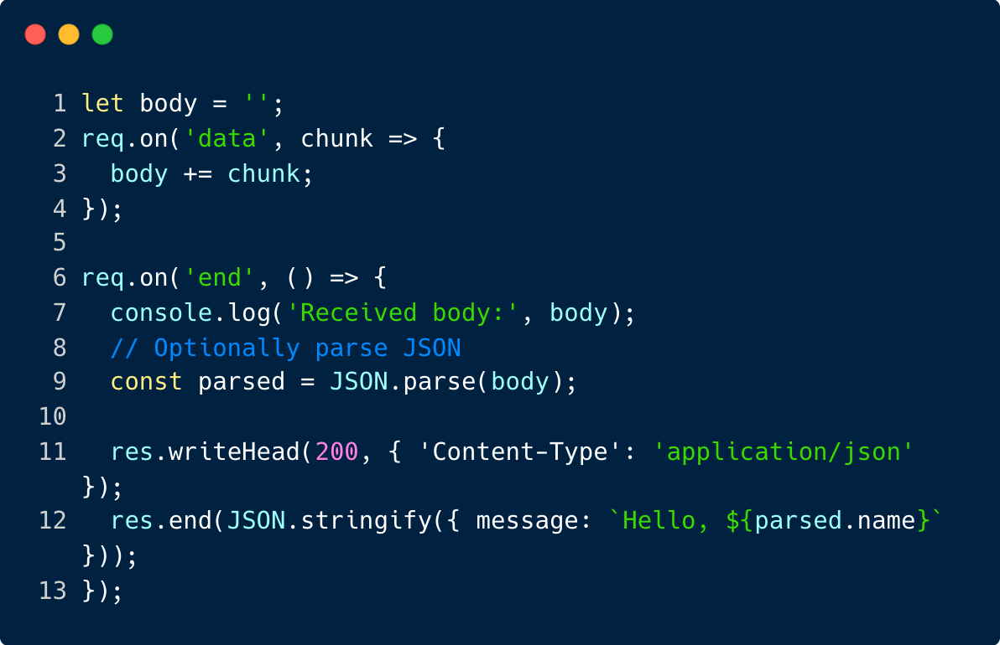 1 let body = '';
2 req.on('data', chunk => {
3   body += chunk;
4 });
5
6 req.on('end', () => {
7   console.log('Received body:', body);
8   // Optionally parse JSON
9   const parsed = JSON.parse(body);
10
11   res.writeHead(200, { 'Content-Type': 'application/json'
});
12   res.end(JSON.stringify({ message: `Hello, ${parsed.name}`
}));
13 });